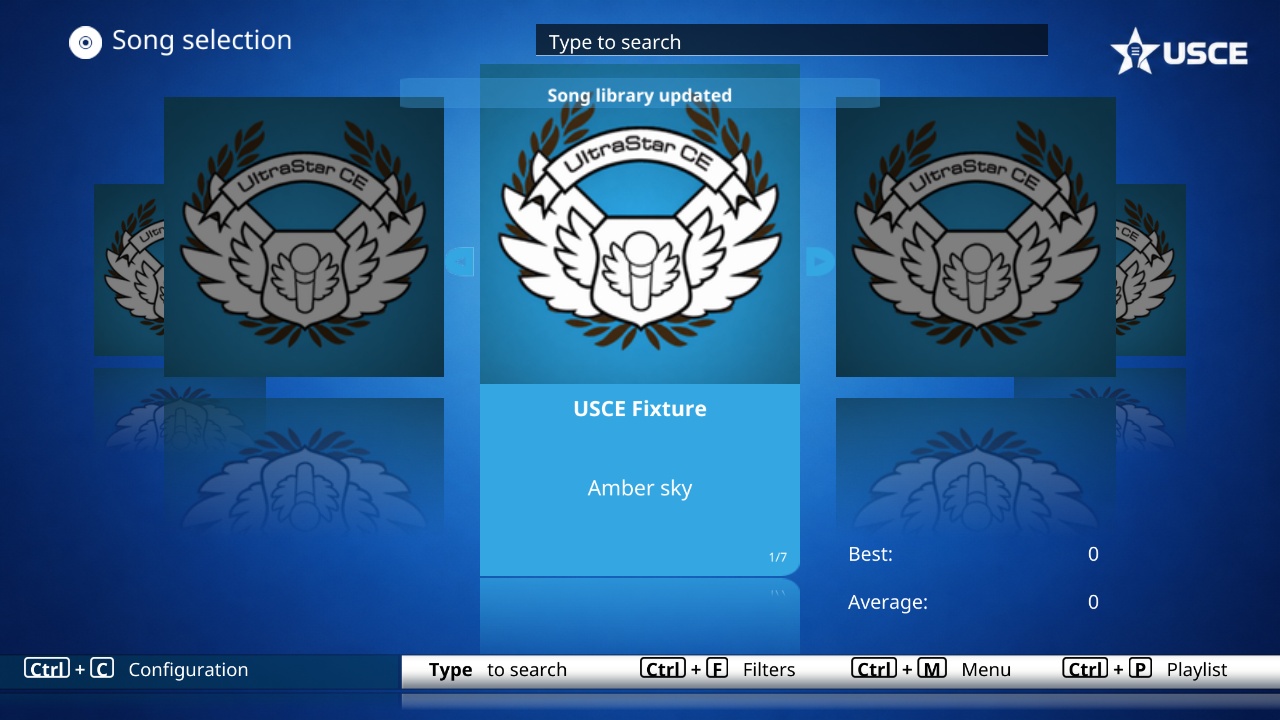 Song selection
Type to search
USCE
Song library updated
UltraStar CE
UltraStar CE
UltraStar CE
USCE Fixture
Amber sky
1/7
Best: 0
Average: 0
Ctrl + C Configuration
Type to search
Ctrl + F Filters
Ctrl + M Menu
Ctrl + P Playlist